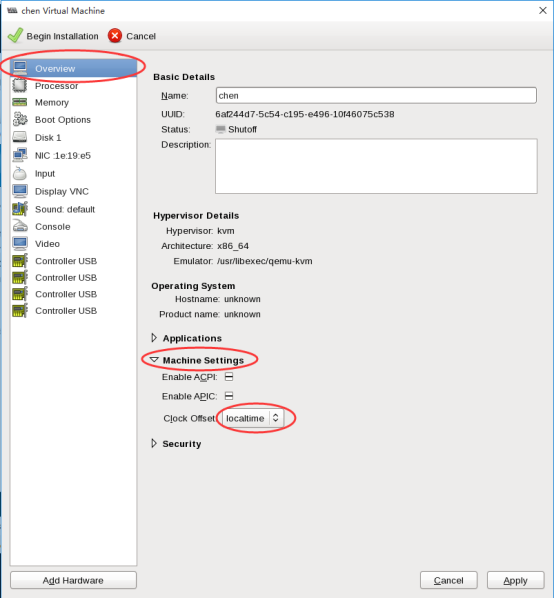 chen Virtual Machine
Begin Installation Cancel
Overview
Processor
Memory
Boot Options
Disk 1
NIC :1e:19:e5
Input
Display VNC
Sound: default
Console
Video
Controller USB
Controller USB
Controller USB
Controller USB
Add Hardware
Basic Details
Name: chen
UUID: 6af244d7-5c54-c195-e496-10f46075c538
Status: Shutoff
Description:
Hypervisor Details
Hypervisor: kvm
Architecture: x86_64
Emulator: /usr/libexec/qemu-kvm
Operating System
Hostname: unknown
Product name: unknown
Applications
Machine Settings
Enable ACPI:
Enable APIC:
Clock Offset: localtime
Security
Cancel Apply